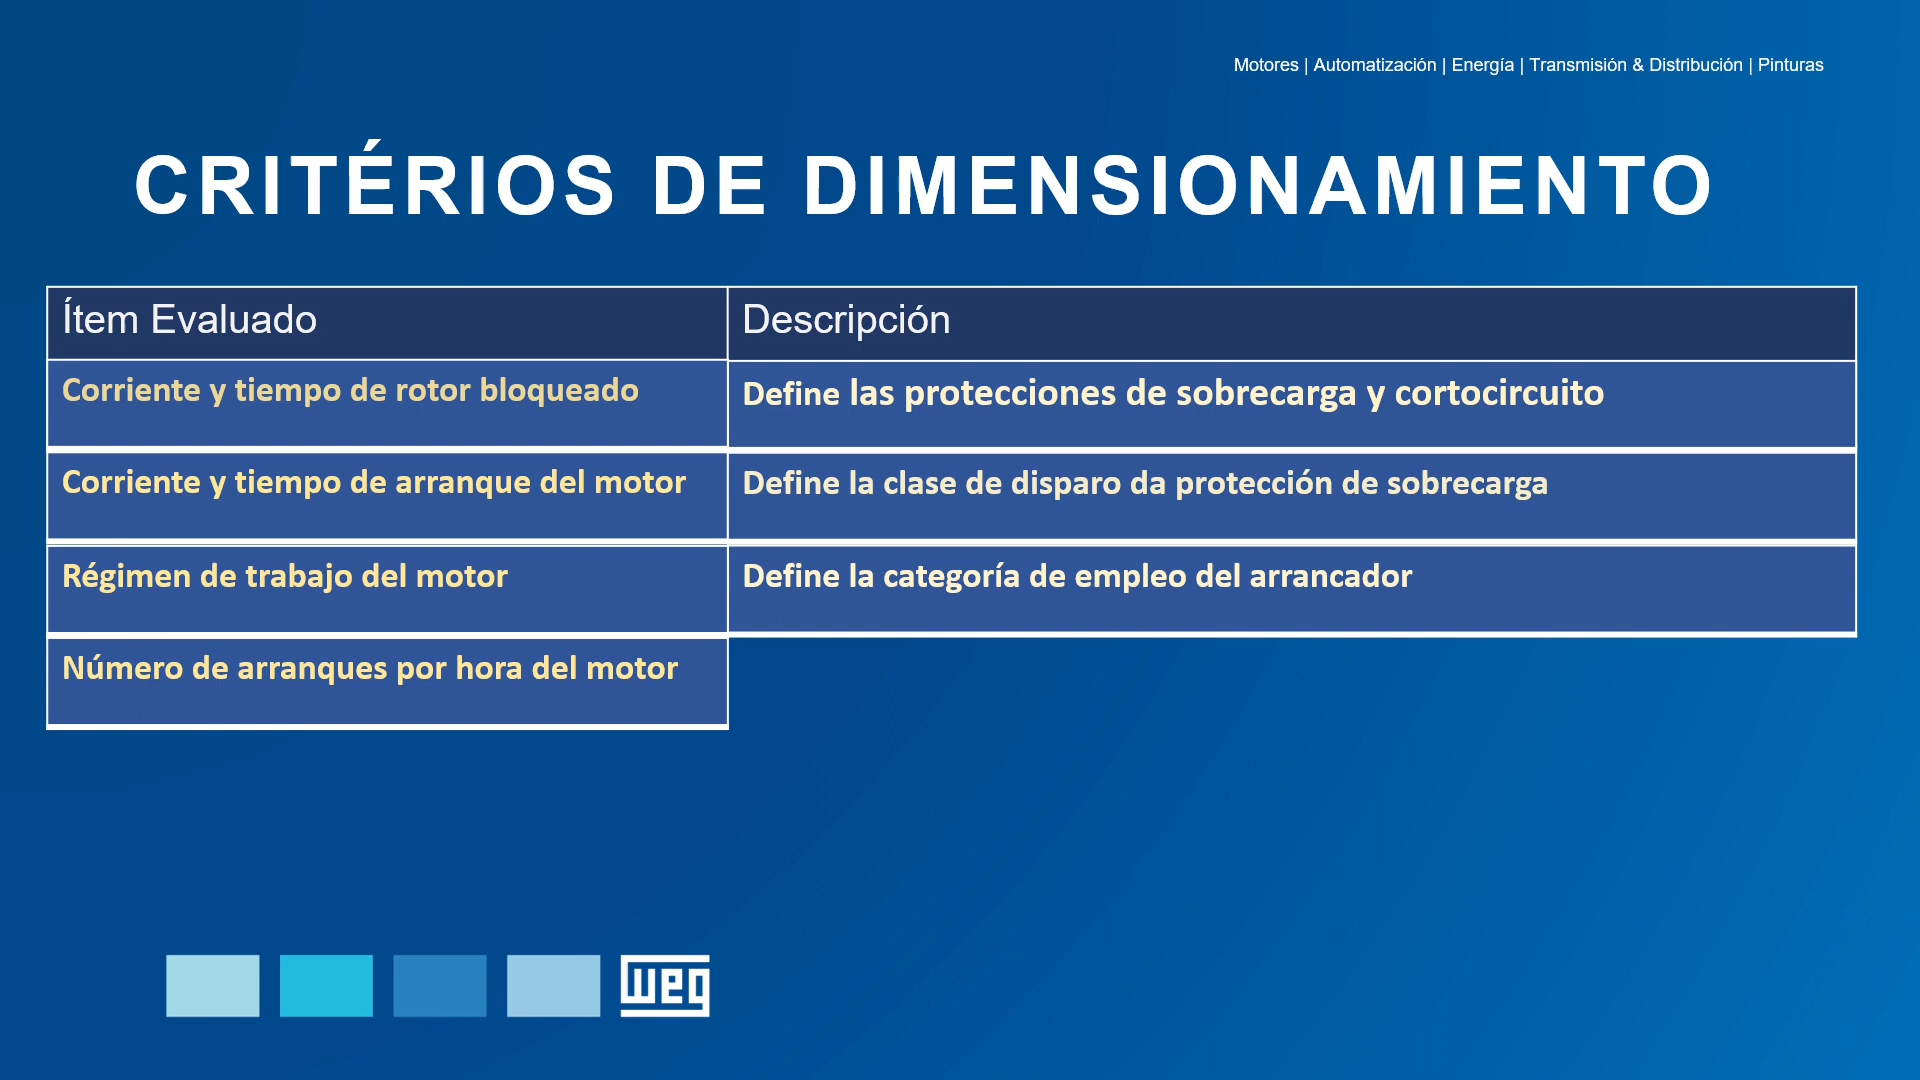 Motores | Automatización | Energía | Transmisión & Distribución | Pinturas
CRITÉRIOS DE DIMENSIONAMIENTO
Ítem Evaluado
Descripción
Corriente y tiempo de rotor bloqueado
Define las protecciones de sobrecarga y cortocircuito
Corriente y tiempo de arranque del motor
Define la clase de disparo da protección de sobrecarga
Régimen de trabajo del motor
Define la categoría de empleo del arrancador
Número de arranques por hora del motor
weg